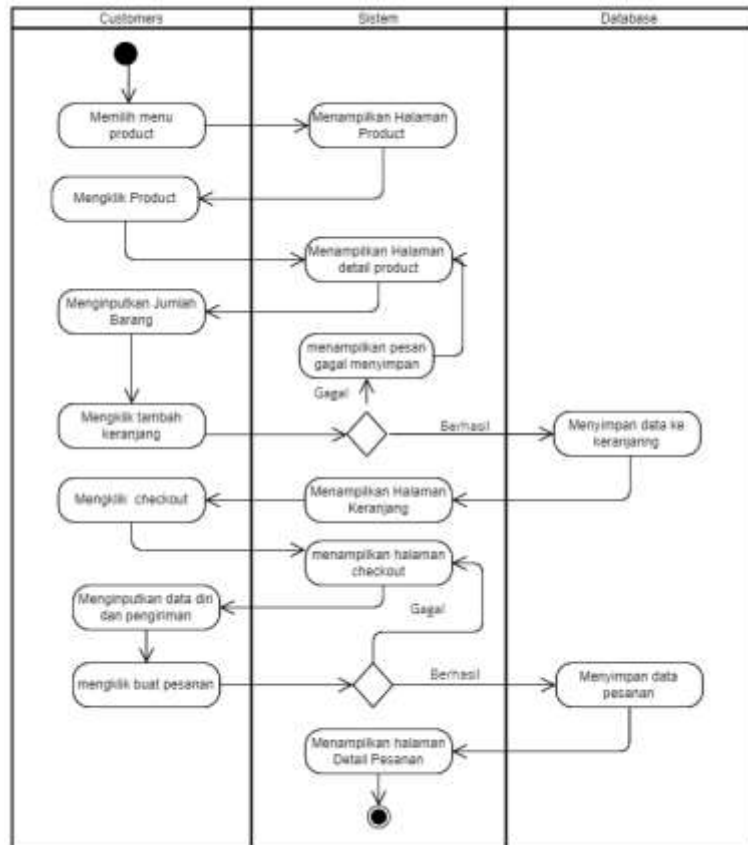 Customers
Sistem
Database
Memilih menu
product
Menampilkan Halaman
Product
Mengklik Product
Menampilkan Halaman
detail product
Menginputkan Jumlah
Barang
menampilkan pesan
gagal menyimpan
Gagal
Mengklik tambah
keranjang
Berhasil
Menyimpan data ke
keranjaring
Mengklik checkout
Menampilkan Halaman
Keranjang
menampilkan halaman
checkout
Menginputkan data diri
dan pengiriman
Gagal
mengklik buat pesanan
Berhasil
Menyimpan data
pesanan
Menampilkan halaman
Detail Pesanan